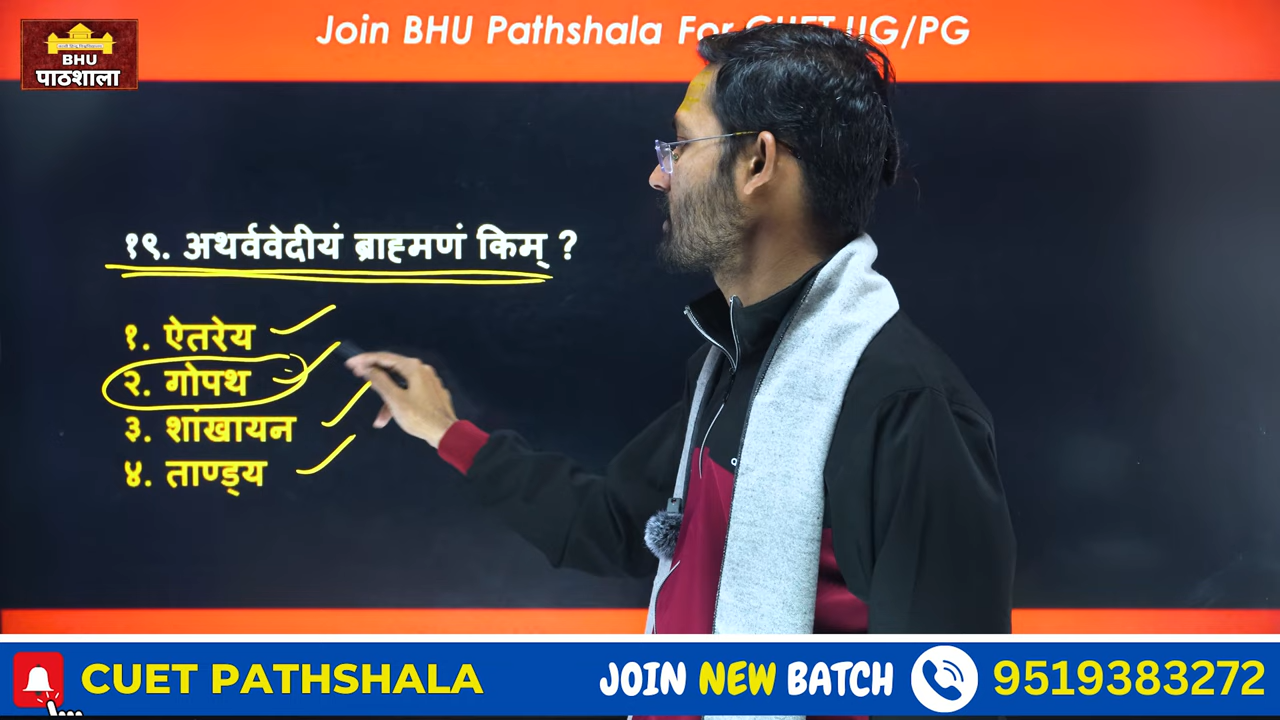 Join BHU Pathshala For CUET UG/PG
BHU
पाठशाला
१९. अथर्ववेदीयं ब्राह्मणं किम् ?
१. ऐतरेय
२. गोपथ
३. शांखायन
४. ताण्ड्य
CUET PATHSHALA
JOIN NEW BATCH
9519383272